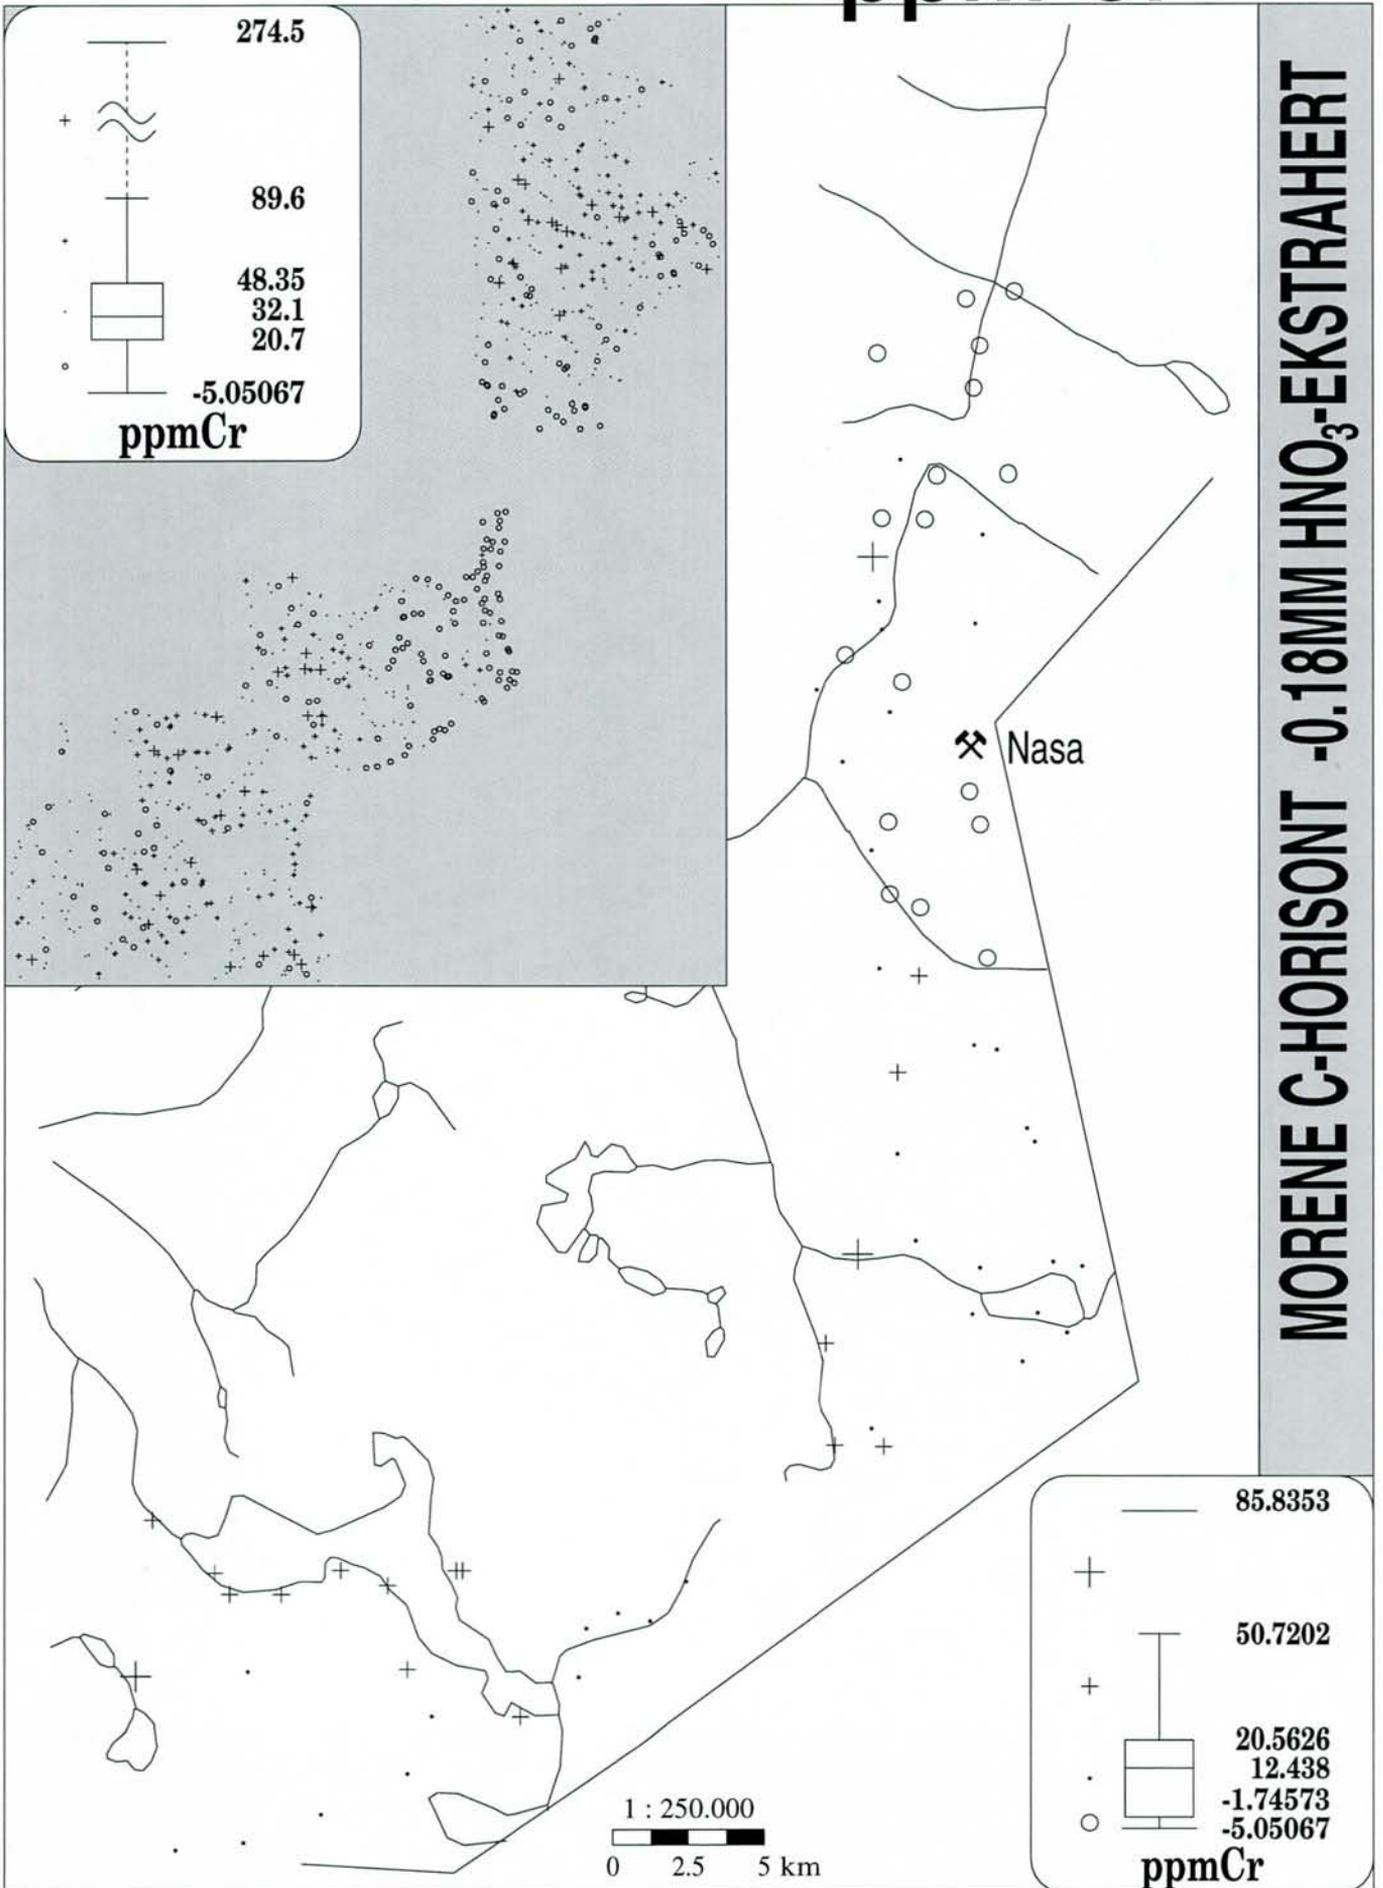 ppm Cr
274.5
89.6
48.35
32.1
20.7
-5.05067
ppmCr
MORENE C-HORISONT -0.18MM HNO3-EKSTRAHERT
Nasa
1 : 250.000
0 2.5 5 km
85.8353
50.7202
20.5626
12.438
-1.74573
-5.05067
ppmCr